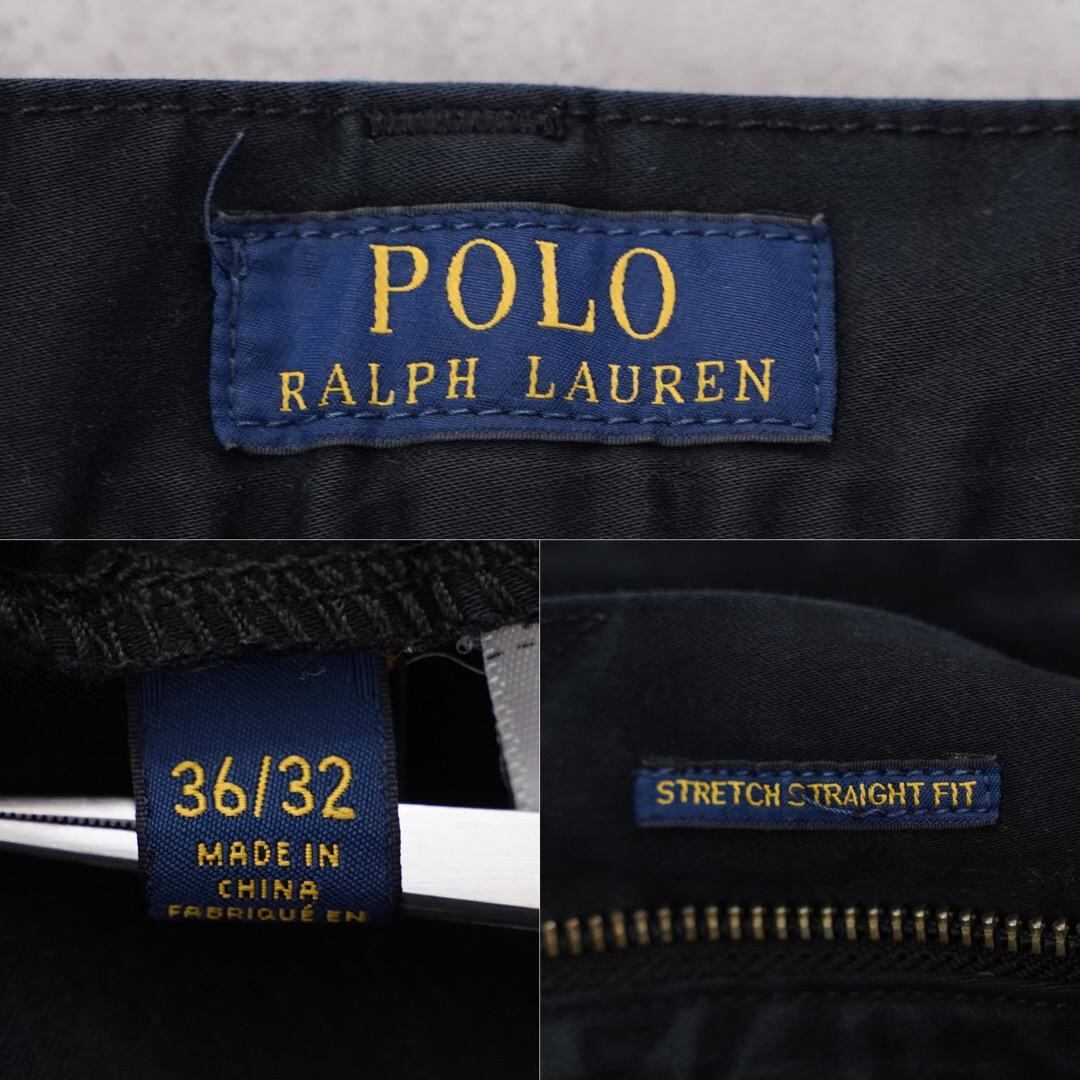 POLO
RALPH LAUREN
36/32
MADE IN
CHINA
FABRIQUÉ EN
STRETCH STRAIGHT FIT